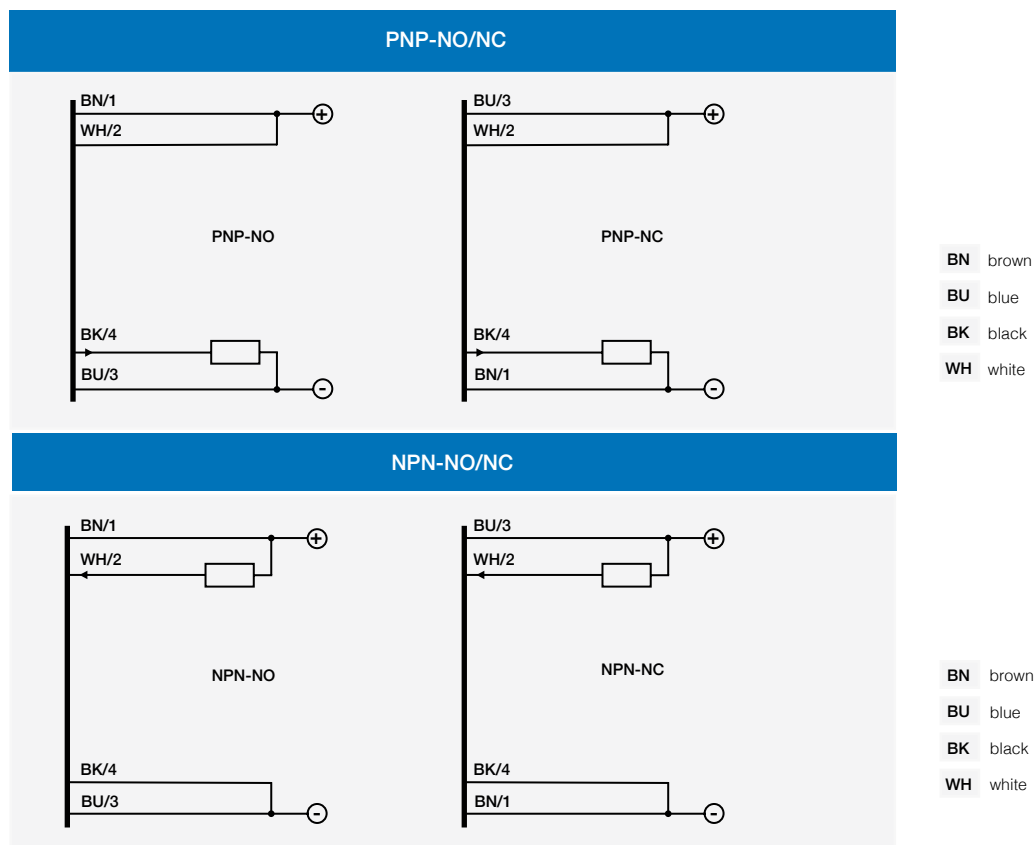 PNP-NO/NC
BN/1
WH/2
PNP-NO
BK/4
BU/3
+
-
BU/3
WH/2
PNP-NC
BK/4
BN/1
+
-
BN brown
BU blue
BK black
WH white
NPN-NO/NC
BN/1
WH/2
NPN-NO
BK/4
BU/3
+
-
BU/3
WH/2
NPN-NC
BK/4
BN/1
+
-
BN brown
BU blue
BK black
WH white